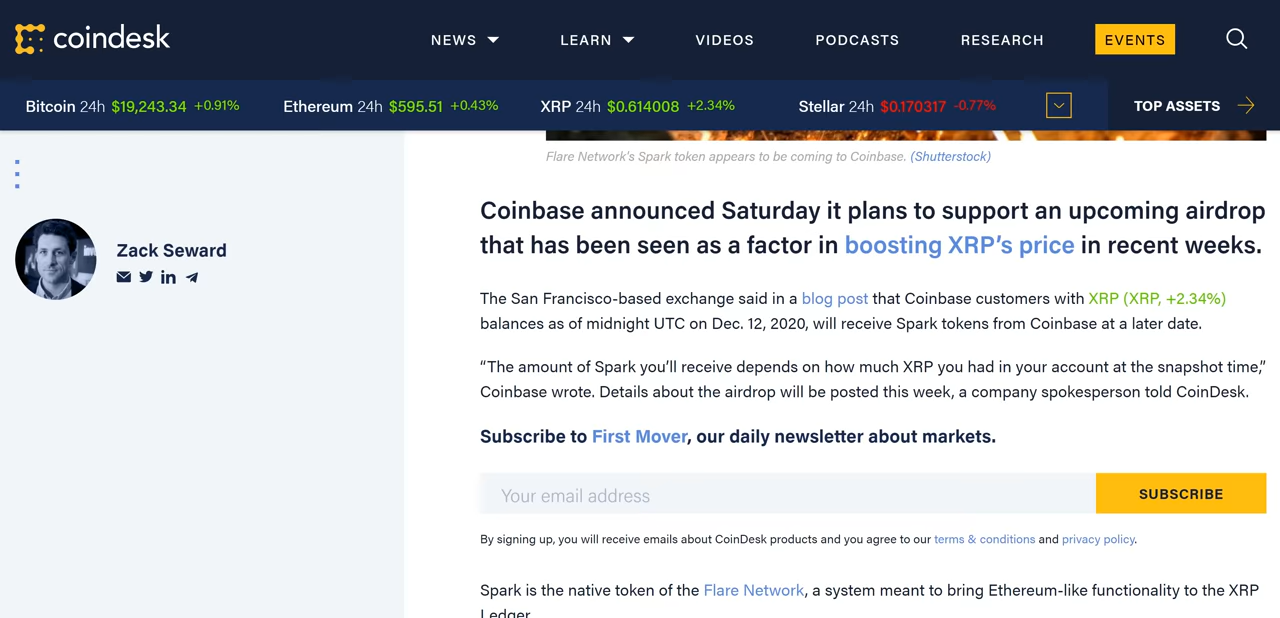 coindesk
NEWS LEARN VIDEOS PODCASTS RESEARCH EVENTS
Bitcoin 24h $19,243.34 +0.91% Ethereum 24h $595.51 +0.43% XRP 24h $0.614008 +2.34% Stellar 24h $0.170317 -0.77% TOP ASSETS
Flare Network's Spark token appears to be coming to Coinbase. (Shutterstock)
Zack Seward
Coinbase announced Saturday it plans to support an upcoming airdrop
that has been seen as a factor in boosting XRP’s price in recent weeks.
The San Francisco-based exchange said in a blog post that Coinbase customers with XRP (XRP, +2.34%)
balances as of midnight UTC on Dec. 12, 2020, will receive Spark tokens from Coinbase at a later date.
“The amount of Spark you’ll receive depends on how much XRP you had in your account at the snapshot time,”
Coinbase wrote. Details about the airdrop will be posted this week, a company spokesperson told CoinDesk.
Subscribe to First Mover, our daily newsletter about markets.
Your email address
SUBSCRIBE
By signing up, you will receive emails about CoinDesk products and you agree to our terms & conditions and privacy policy.
Spark is the native token of the Flare Network, a system meant to bring Ethereum-like functionality to the XRP
Ledger.